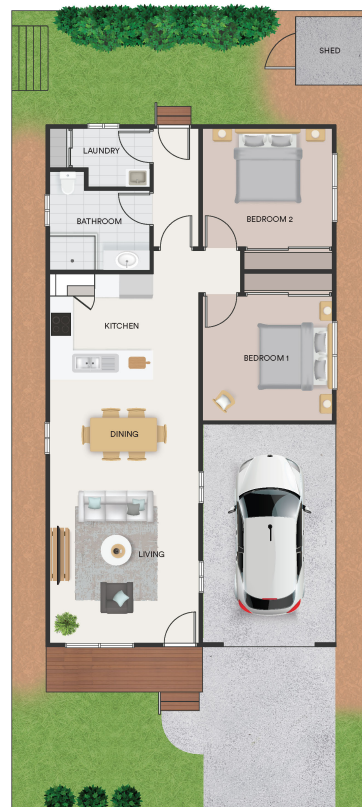 SHED
LAUNDRY
BATHROOM
BEDROOM 2
KITCHEN
BEDROOM 1
DINING
LIVING